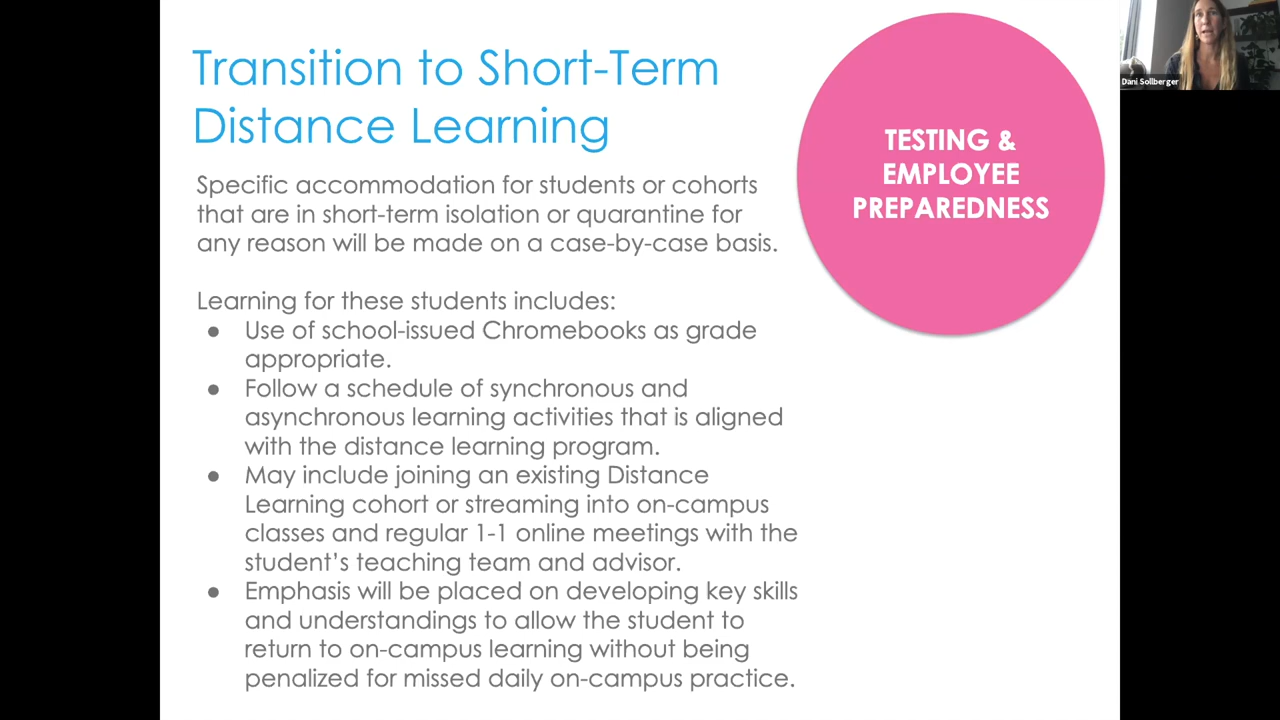 Transition to Short-Term
Distance Learning
Specific accommodation for students or cohorts
that are in short-term isolation or quarantine for
any reason will be made on a case-by-case basis.
Learning for these students includes:
● Use of school-issued Chromebooks as grade
appropriate.
● Follow a schedule of synchronous and
asynchronous learning activities that is aligned
with the distance learning program.
● May include joining an existing Distance
Learning cohort or streaming into on-campus
classes and regular 1-1 online meetings with the
student’s teaching team and advisor.
● Emphasis will be placed on developing key skills
and understandings to allow the student to
return to on-campus learning without being
penalized for missed daily on-campus practice.
TESTING &
EMPLOYEE
PREPAREDNESS
Dani Sollberger